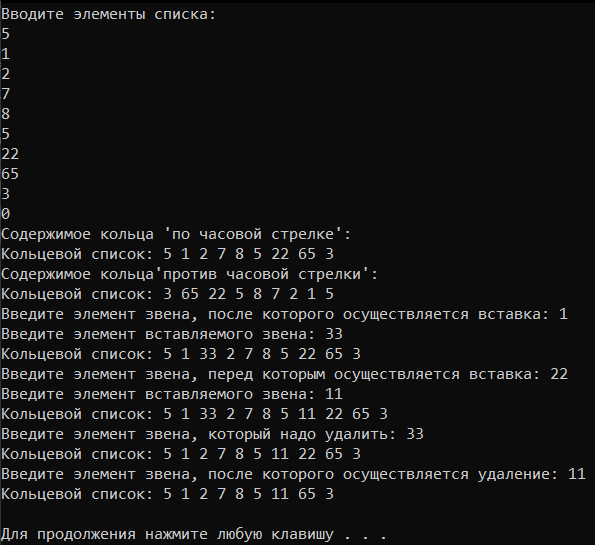 Вводите элементы списка:
5
1
2
7
8
5
22
65
3
0
Содержимое кольца 'по часовой стрелке':
Кольцевой список: 5 1 2 7 8 5 22 65 3
Содержимое кольца'против часовой стрелки':
Кольцевой список: 3 65 22 5 8 7 2 1 5
Введите элемент звена, после которого осуществляется вставка: 1
Введите элемент вставляемого звена: 33
Кольцевой список: 5 1 33 2 7 8 5 22 65 3
Введите элемент звена, перед которым осуществляется вставка: 22
Введите элемент вставляемого звена: 11
Кольцевой список: 5 1 33 2 7 8 5 11 22 65 3
Введите элемент звена, который надо удалить: 33
Кольцевой список: 5 1 2 7 8 5 11 22 65 3
Введите элемент звена, после которого осуществляется удаление: 11
Кольцевой список: 5 1 2 7 8 5 11 65 3
Для продолжения нажмите любую клавишу . . .